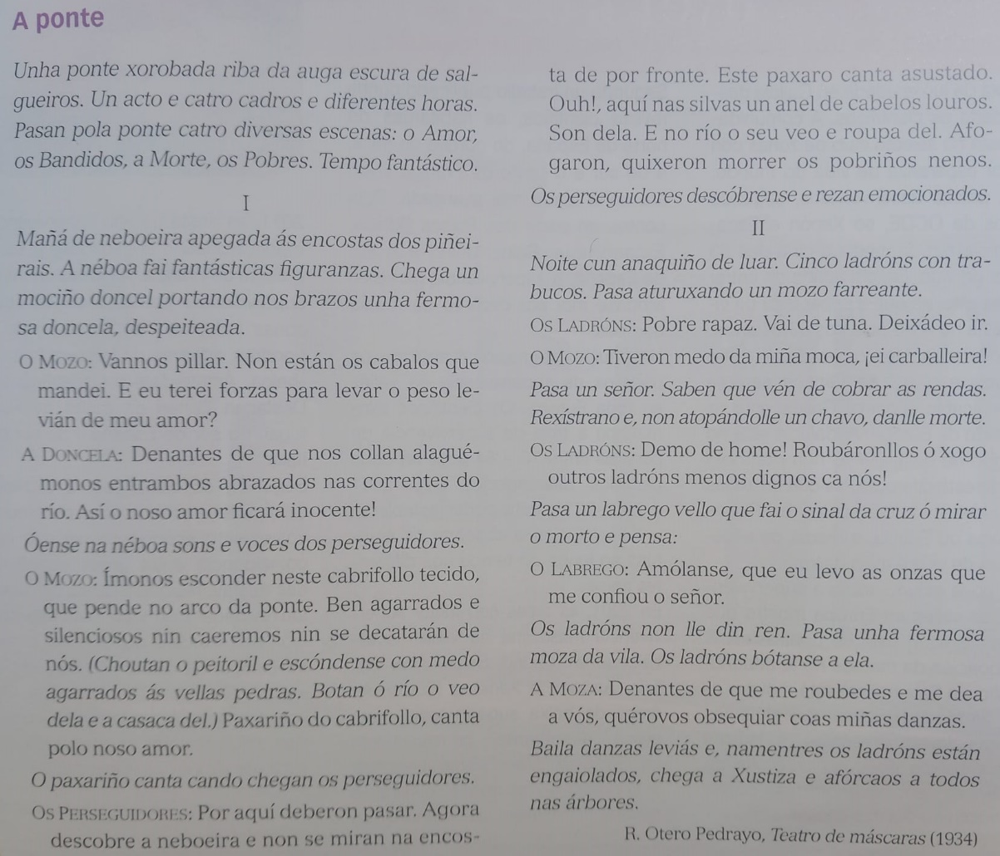 A ponte
Unha ponte xorobada riba da auga escura de sal-
gueiros. Un acto e catro cadros e diferentes horas.
Pasan pola ponte catro diversas escenas: o Amor,
os Bandidos, a Morte, os Pobres. Tempo fantástico.
I
Mañá de neboeira apegada ás encostas dos piñei-
rais. A néboa fai fantásticas figuranzas. Chega un
mociño doncel portando nos brazos unha fermo-
sa doncela, despeiteada.
O Mozo: Vannos pillar. Non están os cabalos que
mandei. E eu terei forzas para levar o peso le-
vián de meu amor?
A Doncela: Denantes de que nos collan alagué-
monos entrambos abrazados nas correntes do
río. Así o noso amor ficará inocente!
Óense na néboa sons e voces dos perseguidores.
O Mozo: Ímonos esconder neste cabrifollo tecido,
que pende no arco da ponte. Ben agarrados e
silenciosos nin caeremos nin se decatarán de
nós. (Choutan o peitoril e escóndense con medo
agarrados ás vellas pedras. Botan ó río o veo
dela e a casaca del.) Paxariño do cabrifollo, canta
polo noso amor.
O paxariño canta cando chegan os perseguidores.
Os Perseguidores: Por aquí deberon pasar. Agora
descobre a neboeira e non se miran na encos-
ta de por fronte. Este paxaro canta asustado.
Ouh!, aquí nas silvas un anel de cabelos louros.
Son dela. E no río o seu veo e roupa del. Afo-
garon, quixeron morrer os pobriños nenos.
Os perseguidores descóbrense e rezan emocionados.
II
Noite cun anaquiño de luar. Cinco ladróns con tra-
bucos. Pasa aturuxando un mozo farreante.
Os Ladróns: Pobre rapaz. Vai de tuna. Deixádeo ir.
O Mozo: Tiveron medo da miña moca, ¡ei carballeira!
Pasa un señor. Saben que vén de cobrar as rendas.
Rexístrano e, non atopándolle un chavo, danlle morte.
Os Ladróns: Demo de home! Roubáronllos ó xogo
outros ladróns menos dignos ca nós!
Pasa un labrego vello que fai o sinal da cruz ó mirar
o morto e pensa:
O Labrego: Amólanse, que eu levo as onzas que
me confiou o señor.
Os ladróns non lle din ren. Pasa unha fermosa
moza da vila. Os ladróns bótanse a ela.
A Moza: Denantes de que me roubedes e me dea
a vós, quérovos obsequiar coas miñas danzas.
Baila danzas leviás e, namentres os ladróns están
engaiolados, chega a Xustiza e afórcaos a todos
nas árbores.
R. Otero Pedrayo, Teatro de máscaras (1934)